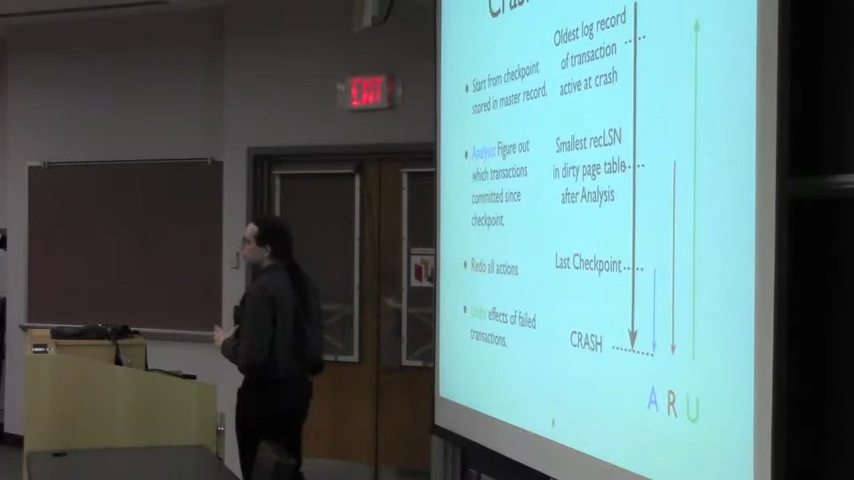 Crash
Oldest log record
of transaction
active at crash
• Start from checkpoint
stored in master record.
• Analysis: Figure out
which transactions
committed since
checkpoint.
Smallest recLSN
in dirty page table
after Analysis
• Redo all actions
Last Checkpoint
• Undo effects of failed
transactions.
CRASH
A R U
8
EXIT